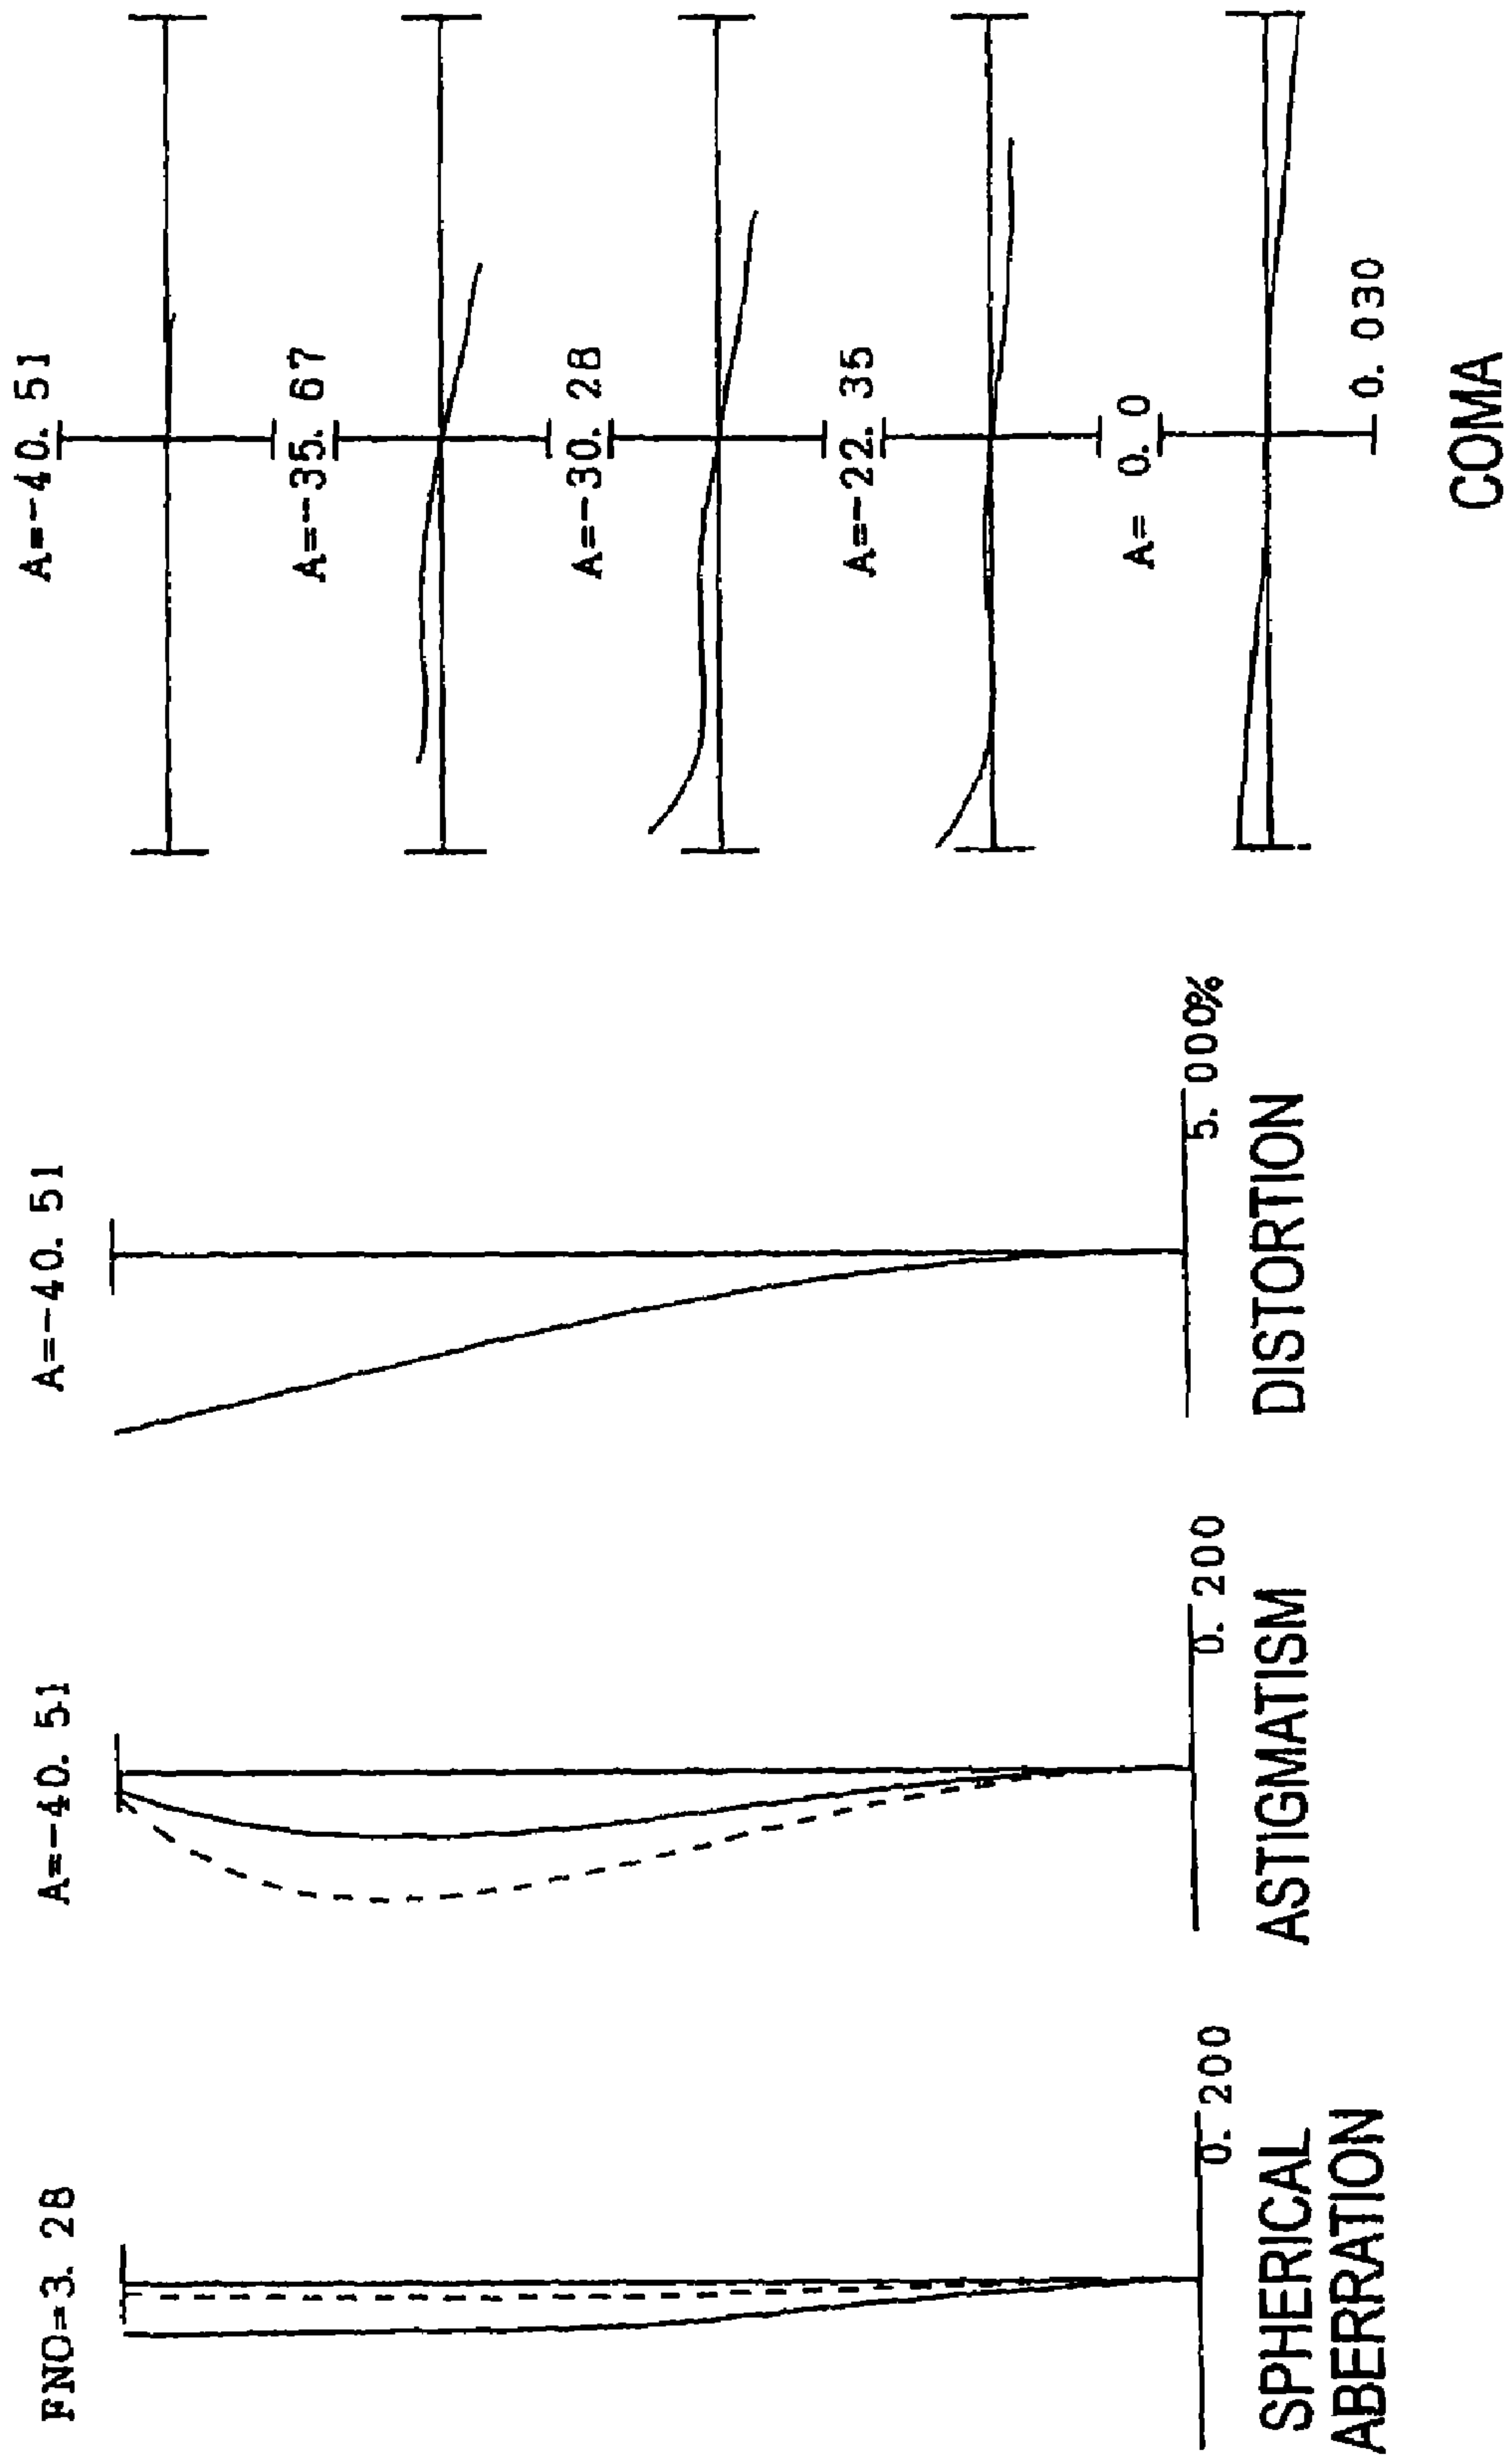 FNO=3. 28
0. 200
SPHERICAL
ABERRATION
A=-40. 51
0. 200
ASTIGMATISM
A=-40. 51
5. 000%
DISTORTION
A=-40. 51
A=-35. 67
A=-30. 28
A=-22. 35
A= 0. 0
0. 030
COMA